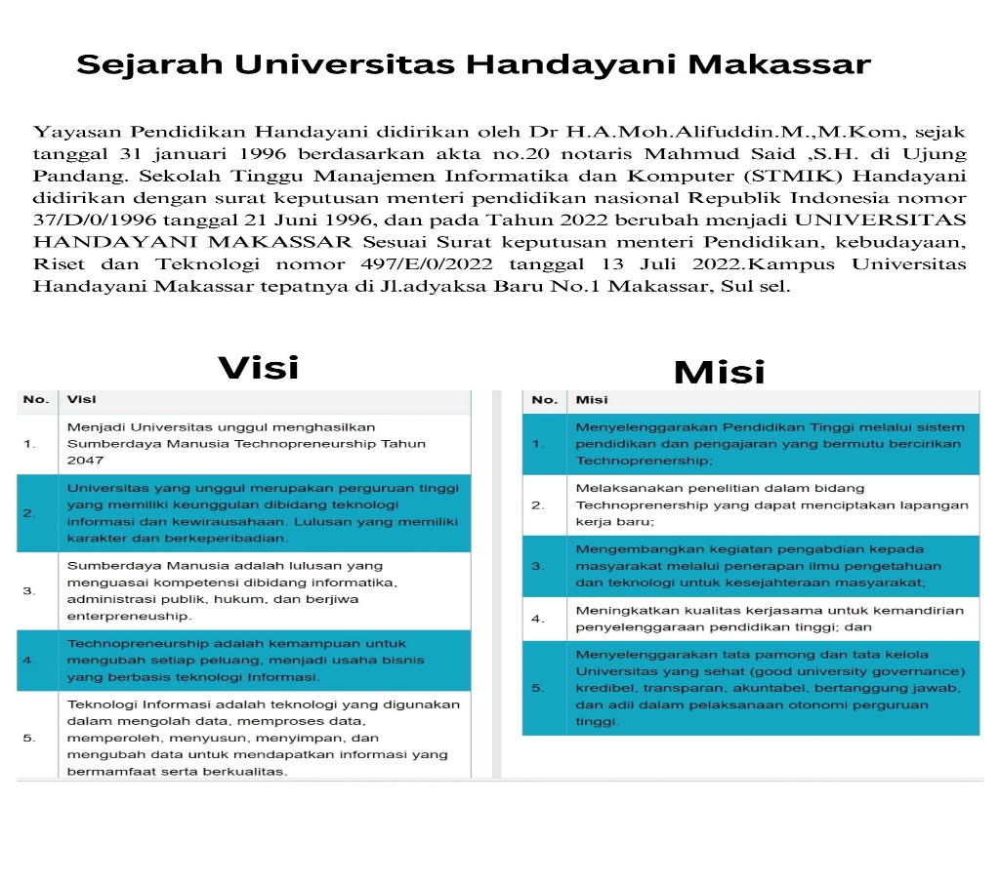 Sejarah Universitas Handayani Makassar
Yayasan Pendidikan Handayani didirikan oleh Dr H.A.Moh.Alifuddin.M.,M.Kom, sejak
tanggal 31 januari 1996 berdasarkan akta no.20 notaris Mahmud Said ,S.H. di Ujung
Pandang. Sekolah Tinggu Manajemen Informatika dan Komputer (STMIK) Handayani
didirikan dengan surat keputusan menteri pendidikan nasional Republik Indonesia nomor
37/D/0/1996 tanggal 21 Juni 1996, dan pada Tahun 2022 berubah menjadi UNIVERSITAS
HANDAYANI MAKASSAR Sesuai Surat keputusan menteri Pendidikan, kebudayaan,
Riset dan Teknologi nomor 497/E/0/2022 tanggal 13 Juli 2022.Kampus Universitas
Handayani Makassar tepatnya di Jl.adyaksa Baru No.1 Makassar, Sul sel.
Visi
No. Visi
1. Menjadi Universitas unggul menghasilkan
Sumberdaya Manusia Technopreneurship Tahun
2047
2. Universitas yang unggul merupakan perguruan tinggi
yang memiliki keunggulan dibidang teknologi
informasi dan kewirausahaan. Lulusan yang memiliki
karakter dan berkeperibadian.
3. Sumberdaya Manusia adalah lulusan yang
menguasai kompetensi dibidang informatika,
administrasi publik, hukum, dan berjiwa
enterpreneuship.
4. Technopreneurship adalah kemampuan untuk
mengubah setiap peluang, menjadi usaha bisnis
yang berbasis teknologi Informasi.
5. Teknologi Informasi adalah teknologi yang digunakan
dalam mengolah data, memproses data,
memperoleh, menyusun, menyimpan, dan
mengubah data untuk mendapatkan informasi yang
bermamfaat serta berkualitas.
Misi
No. Misi
1. Menyelenggarakan Pendidikan Tinggi melalui sistem
pendidikan dan pengajaran yang bermutu bercirikan
Technoprenership;
2. Melaksanakan penelitian dalam bidang
Technoprenership yang dapat menciptakan lapangan
kerja baru;
3. Mengembangkan kegiatan pengabdian kepada
masyarakat melalui penerapan ilmu pengetahuan
dan teknologi untuk kesejahteraan masyarakat;
4. Meningkatkan kualitas kerjasama untuk kemandirian
penyelenggaraan pendidikan tinggi; dan
5. Menyelenggarakan tata pamong dan tata kelola
Universitas yang sehat (good university governance)
kredibel, transparan, akuntabel, bertanggung jawab,
dan adil dalam pelaksanaan otonomi perguruan
tinggi.